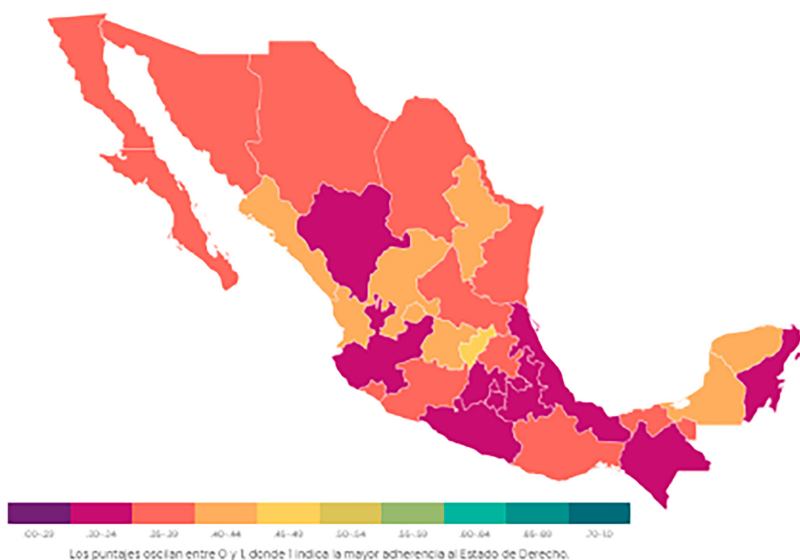 .00-.29 .30-.34 .35-.39 .40-.44 .45-.49 .50-.54 .55-.59 .60-.64 .65-.69 .70-1.0
Los puntajes oscilan entre 0 y 1, donde 1 indica la mayor adherencia al Estado de Derecho.